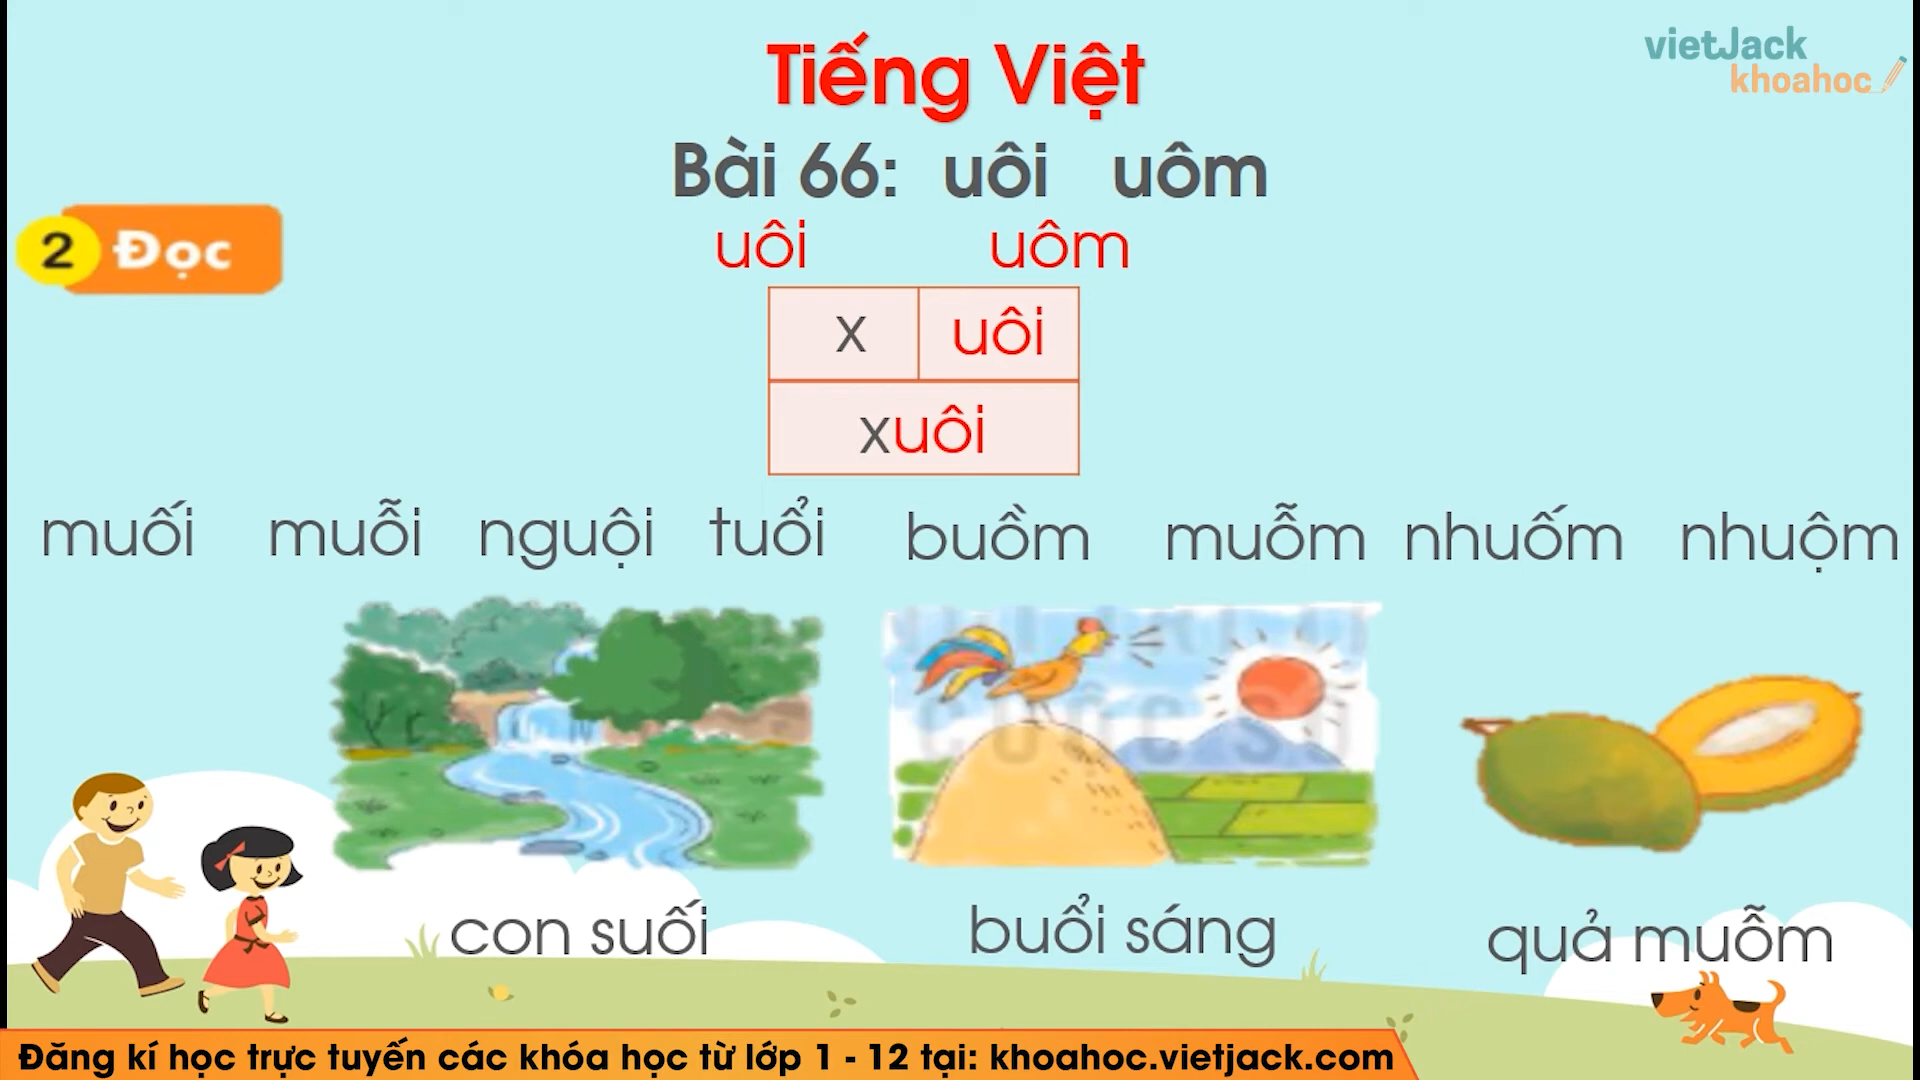 vietJack
khoahoc
Tiếng Việt
Bài 66: uôi uôm
2 Đọc
uôi uôm
x uôi
xuôi
muối muỗi nguội tuổi buồm muỗm nhuốm nhuộm
CUỘC SỐ
con suối buổi sáng quả muỗm
Đăng kí học trực tuyến các khóa học từ lớp 1 - 12 tại: khoahoc.vietjack.com